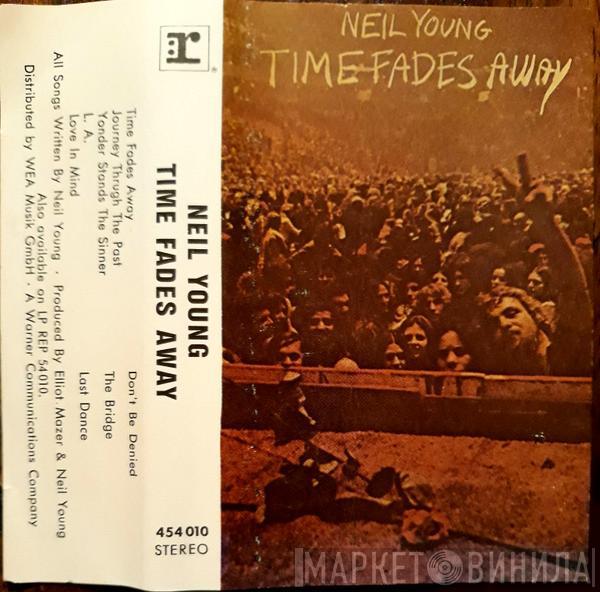 NEIL YOUNG
TIME FADES AWAY
r
®
NEIL YOUNG
TIME FADES AWAY
454 010
STEREO
Time Fades Away
Journey Thrugh The Past
Yonder Stands The Sinner
L. A.
Love In Mind
Don't Be Denied
The Bridge
Last Dance
All Songs Written By Neil Young · Produced By Elliot Mazer & Neil Young
Also available on LP REP 54010.
Distributed by WEA Musik GmbH · A Warner Communications Company
МАРКЕТ ВИНИЛА